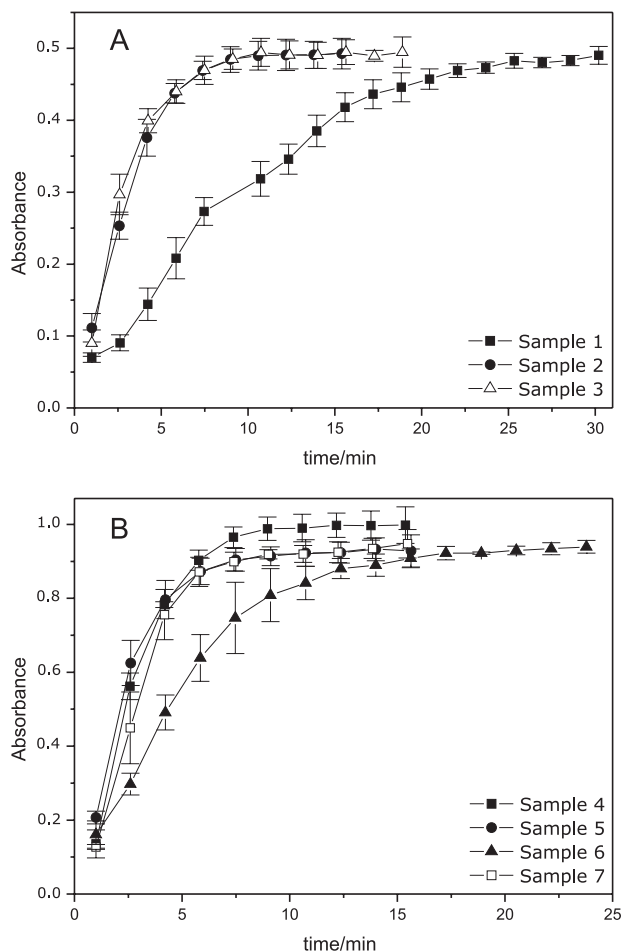 A
0.5
0.4
0.3
0.2
0.1
0.0
Absorbance
Sample 1
Sample 2
Sample 3
0 5 10 15 20 25 30
time/min
B
1.0
0.8
0.6
0.4
0.2
0.0
Absorbance
Sample 4
Sample 5
Sample 6
Sample 7
0 5 10 15 20 25
time/min